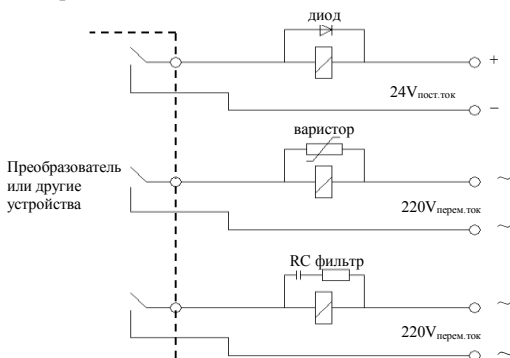 диод
+
24Vпост.ток
−
варистор
Преобразователь
или другие
устройства
~
220Vперем.ток
~
RC фильтр
~
220Vперем.ток
~